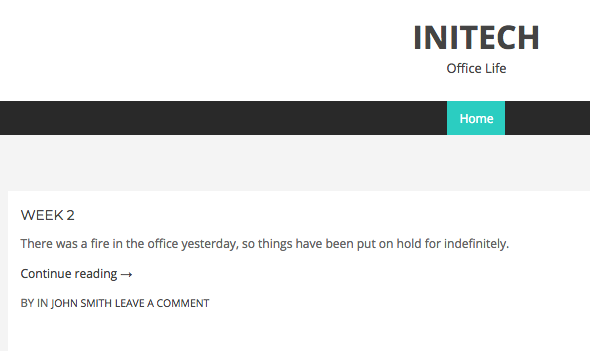 INITECH
Office Life
Home
WEEK 2
There was a fire in the office yesterday, so things have been put on hold for indefinitely.
Continue reading →
BY IN JOHN SMITH LEAVE A COMMENT